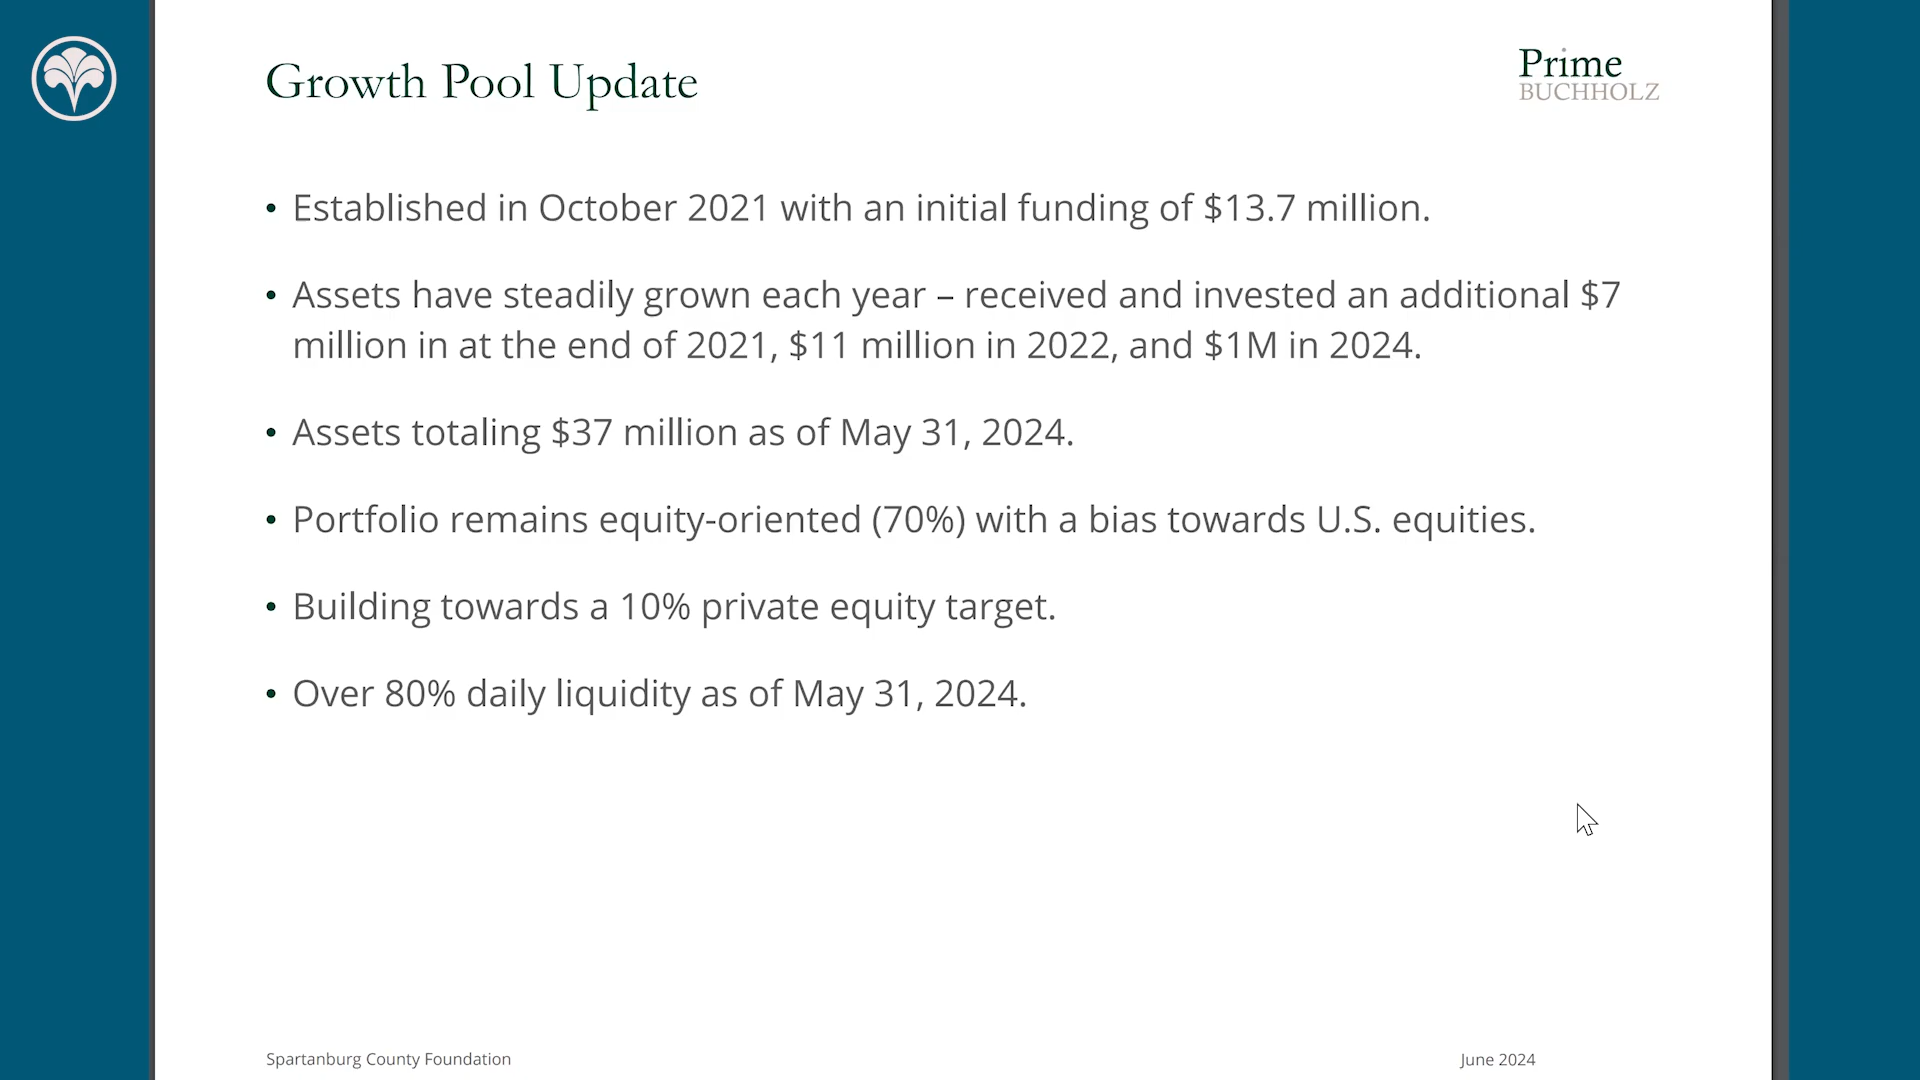 Growth Pool Update
Prime
BUCHHOLZ
• Established in October 2021 with an initial funding of $13.7 million.
• Assets have steadily grown each year – received and invested an additional $7
million in at the end of 2021, $11 million in 2022, and $1M in 2024.
• Assets totaling $37 million as of May 31, 2024.
• Portfolio remains equity-oriented (70%) with a bias towards U.S. equities.
• Building towards a 10% private equity target.
• Over 80% daily liquidity as of May 31, 2024.
Spartanburg County Foundation
June 2024